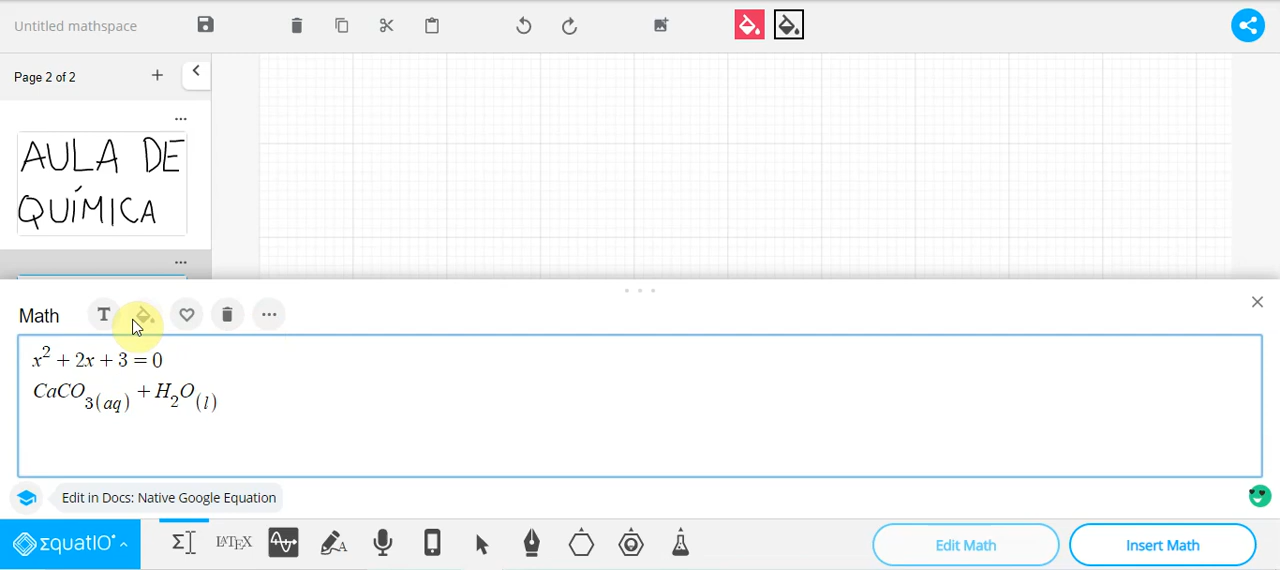 Untitled mathspace
Page 2 of 2
AULA DE
QUÍMICA
Math
T
x² + 2x + 3 = 0
CaCO₃₍aq₎ + H₂O₍l₎
Edit in Docs: Native Google Equation
ΣquatIO
LATEX
Edit Math
Insert Math